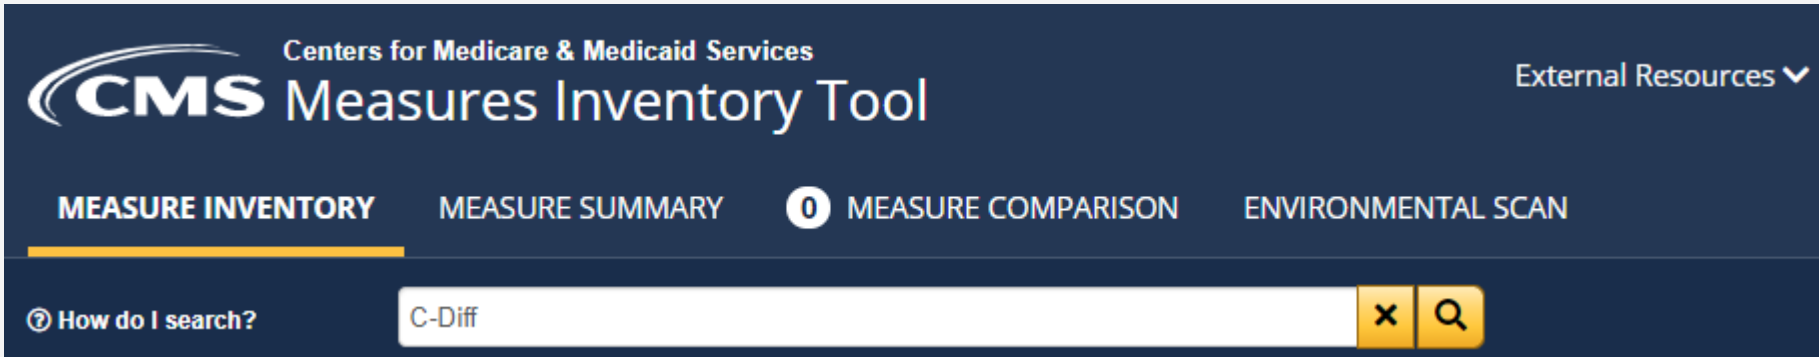 CMS
Centers for Medicare & Medicaid Services
Measures Inventory Tool
External Resources
MEASURE INVENTORY
MEASURE SUMMARY
0 MEASURE COMPARISON
ENVIRONMENTAL SCAN
? How do I search?
C-Diff